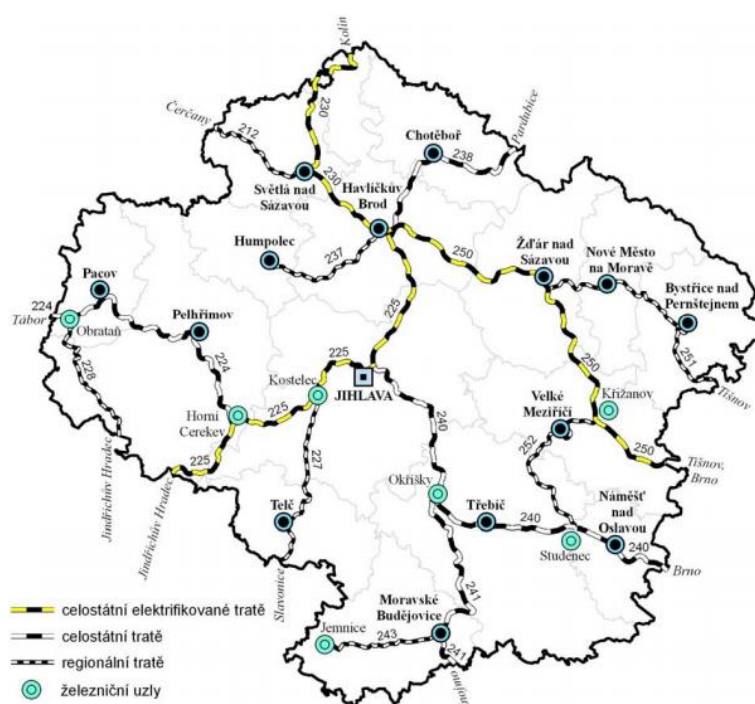 Kolín
230
Čerčany
212
Pardubice
Chotěboř
238
Světlá nad
Sázavou
230
Havlíčkův
Brod
Humpolec
237
250
Žďár nad
Sázavou
Nové Město
na Moravě
Bystřice nad
Pernštejnem
251
Tišnov
Pacov
224
Tábor
Obrataň
Pelhřimov
224
228
225
225
Kostelec
JIHLAVA
250
Křižanov
Velké
Meziříčí
Horní
Cerekev
225
225
227
240
252
250
Tišnov,
Brno
Jindřichův Hradec
Jindřichův Hradec
Okříšky
Telč
Třebíč
240
Studenec
Náměšť
nad
Oslavou
240
Brno
Slavonice
241
Moravské
Budějovice
Jemnice
243
241
celostátní elektrifikované tratě
celostátní tratě
regionální tratě
železniční uzly